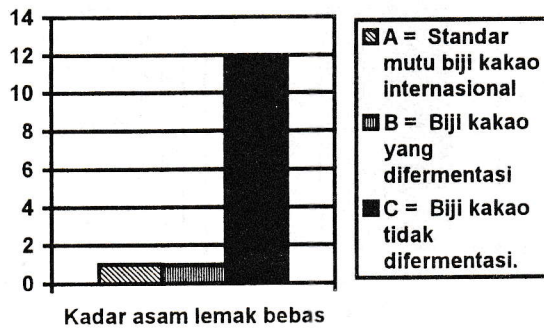 14
12
10
8
6
4
2
0
Kadar asam lemak bebas
A = Standar
mutu biji kakao
internasional
B = Biji kakao
yang
difermentasi
C = Biji kakao
tidak
difermentasi.